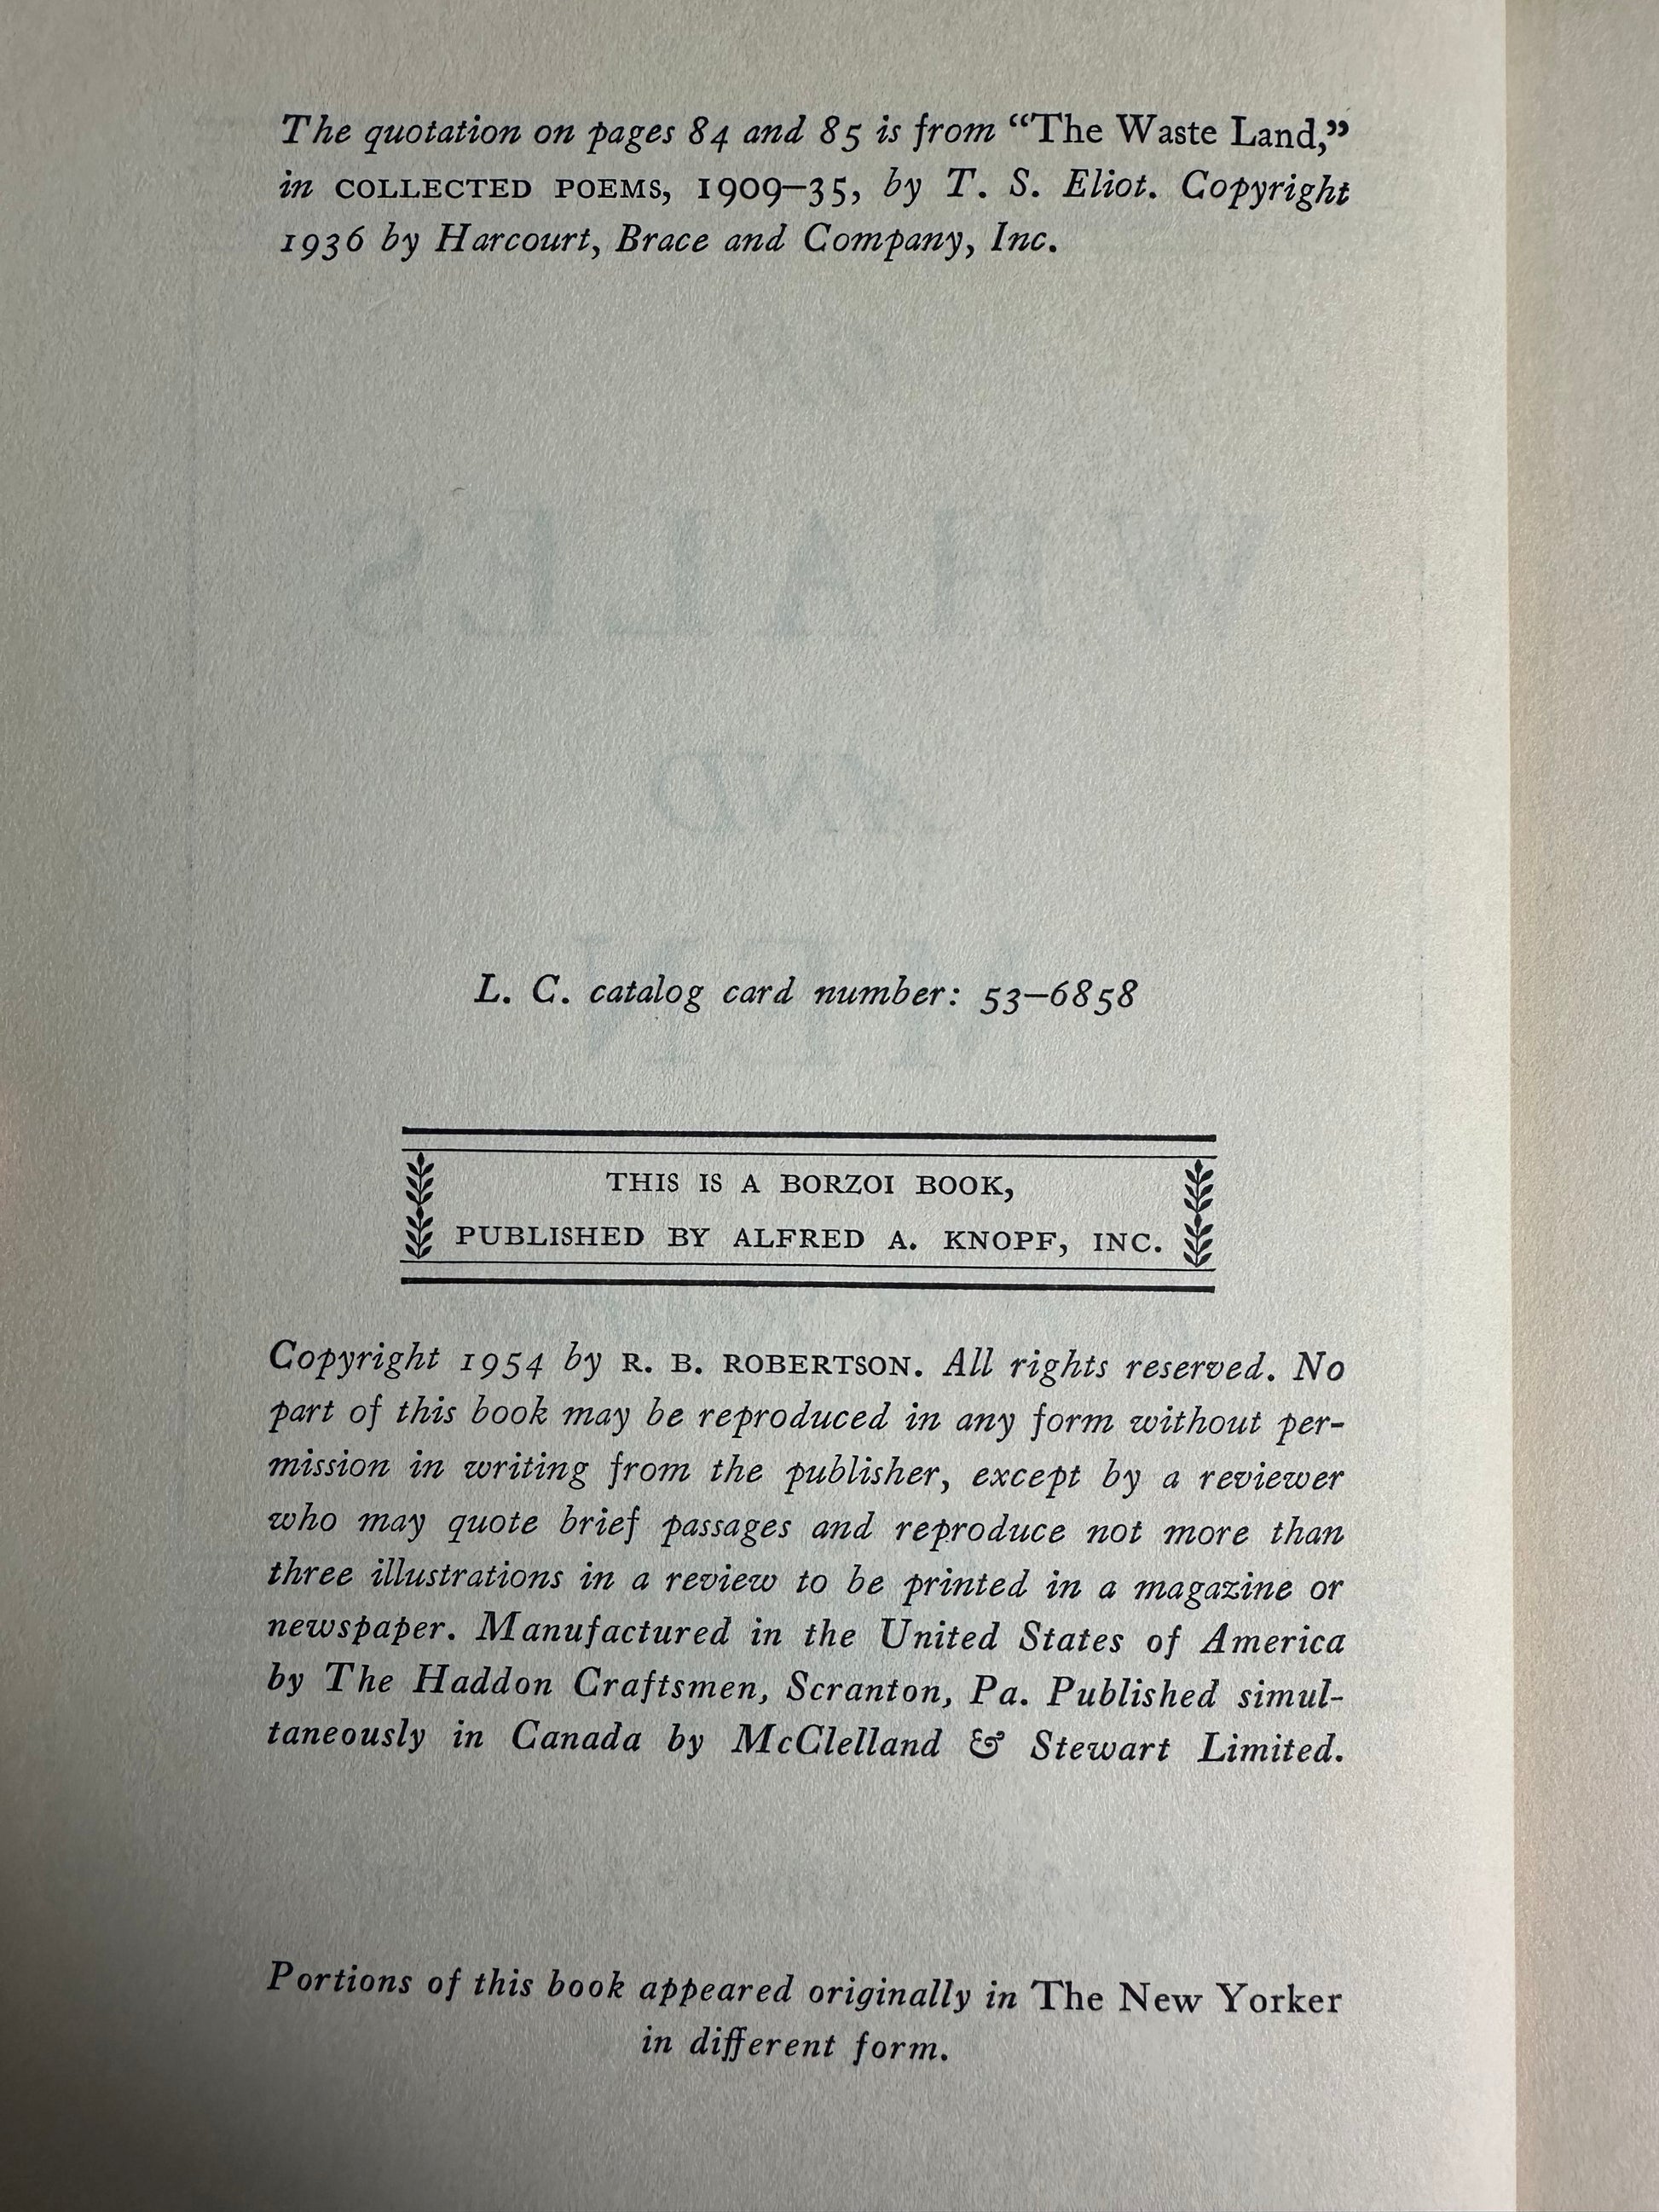 The quotation on pages 84 and 85 is from “The Waste Land,”
in COLLECTED POEMS, 1909–35, by T. S. Eliot. Copyright
1936 by Harcourt, Brace and Company, Inc.
OF
WHALES
AND
MEN
L. C. catalog card number: 53–6858
THIS IS A BORZOI BOOK,
PUBLISHED BY ALFRED A. KNOPF, INC.
Copyright 1954 by R. B. ROBERTSON. All rights reserved. No
part of this book may be reproduced in any form without per-
mission in writing from the publisher, except by a reviewer
who may quote brief passages and reproduce not more than
three illustrations in a review to be printed in a magazine or
newspaper. Manufactured in the United States of America
by The Haddon Craftsmen, Scranton, Pa. Published simul-
taneously in Canada by McClelland & Stewart Limited.
Portions of this book appeared originally in The New Yorker
in different form.